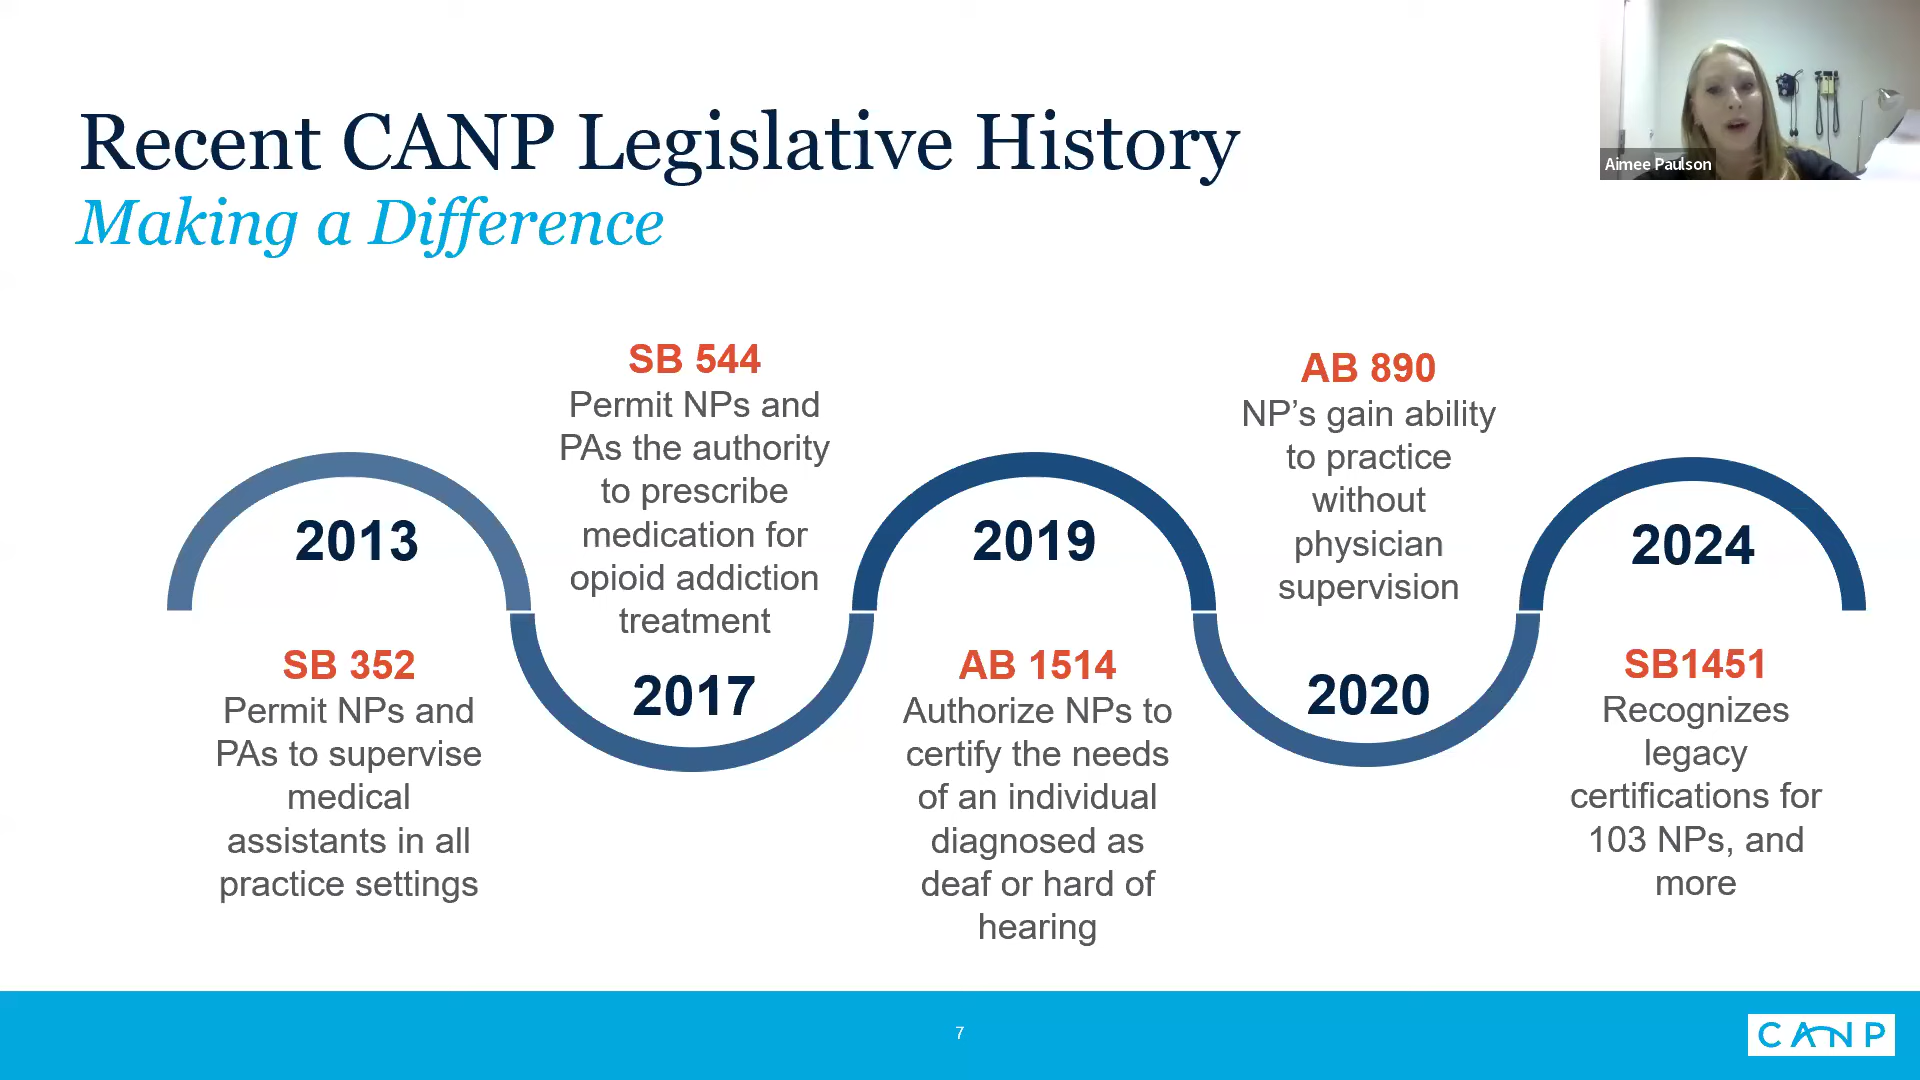 Recent CANP Legislative History
Making a Difference
Aimee Paulson
2013
SB 352
Permit NPs and
PAs to supervise
medical
assistants in all
practice settings
SB 544
Permit NPs and
PAs the authority
to prescribe
medication for
opioid addiction
treatment
2017
2019
AB 1514
Authorize NPs to
certify the needs
of an individual
diagnosed as
deaf or hard of
hearing
AB 890
NP’s gain ability
to practice
without
physician
supervision
2020
2024
SB1451
Recognizes
legacy
certifications for
103 NPs, and
more
7
CANP